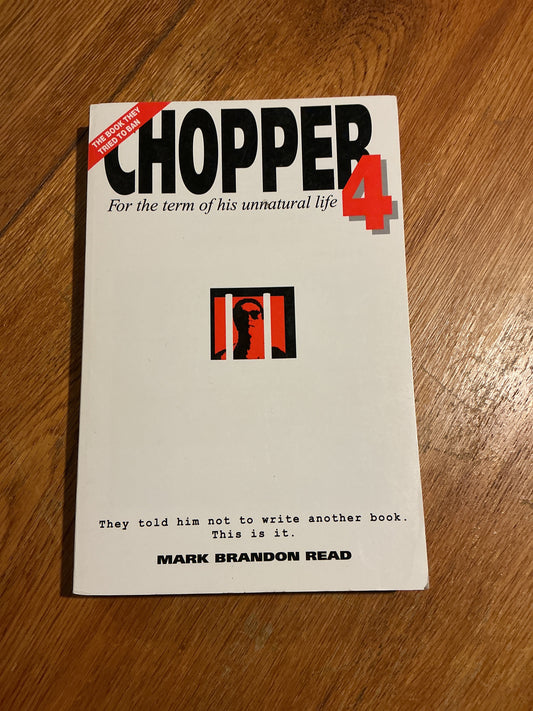 THE BOOK THEY
TRIED TO BAN
CHOPPER
4
For the term of his unnatural life
They told him not to write another book.
This is it.
MARK BRANDON READ